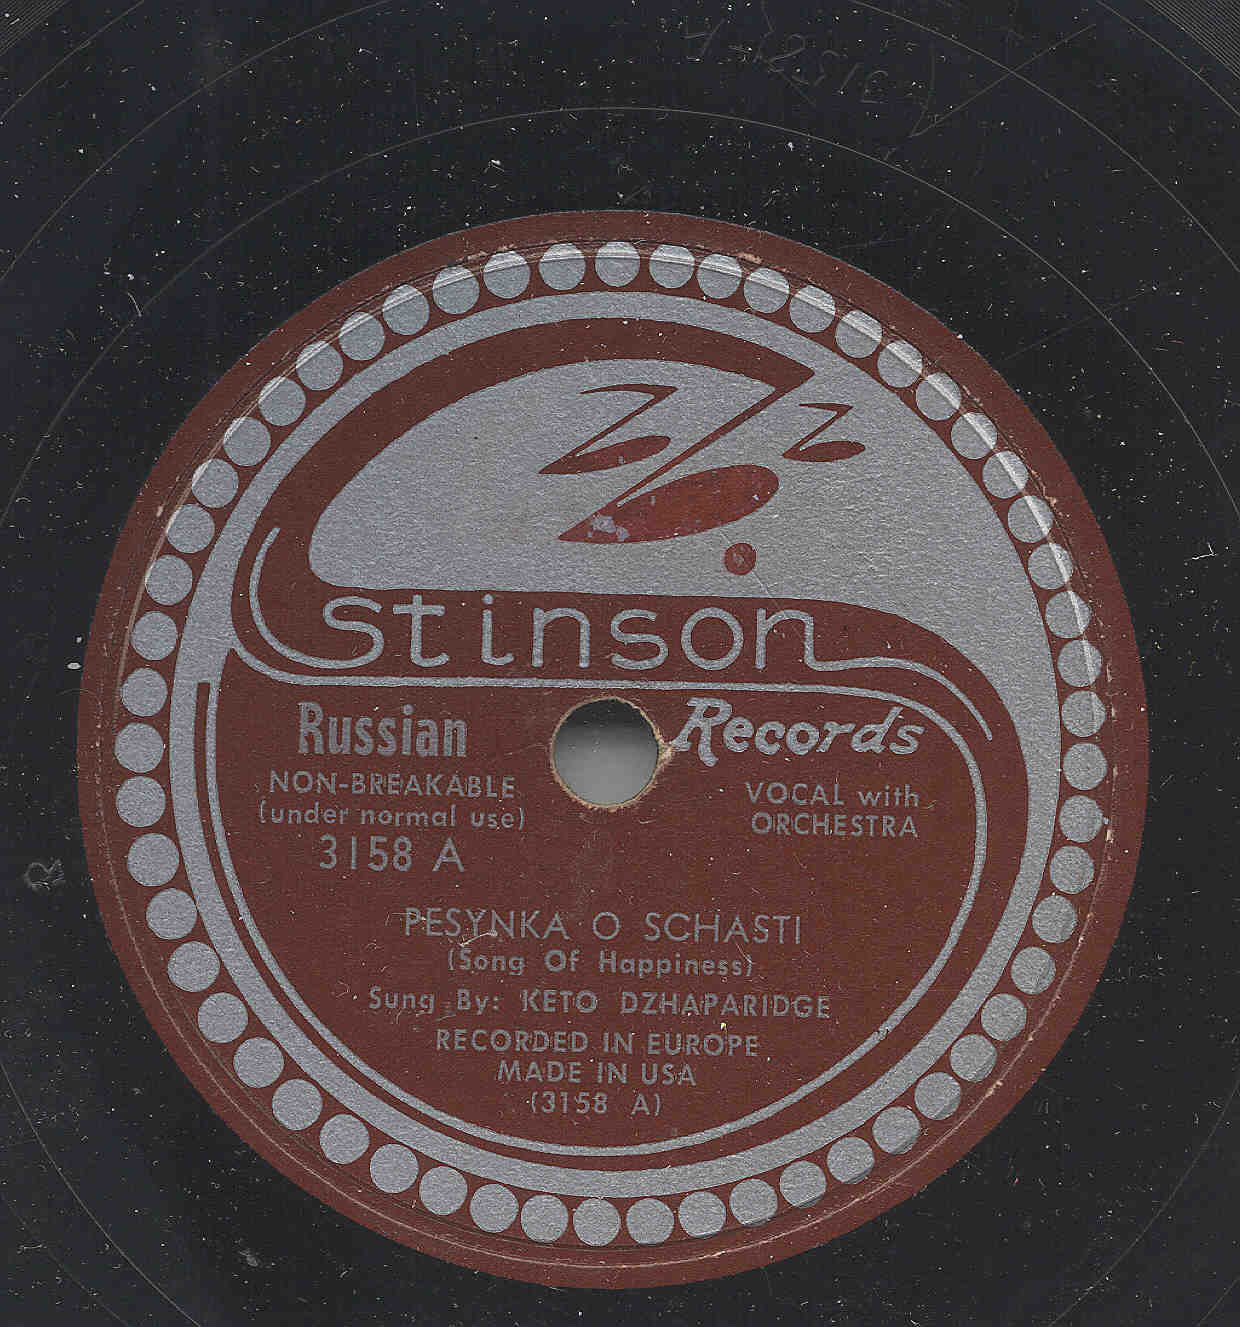 Stinson
Records
Russian
NON-BREAKABLE
(under normal use)
3158 A
VOCAL with
ORCHESTRA
PESYNKA O SCHASTI
(Song Of Happiness)
Sung By: KETO DZHAPARIDGE
RECORDED IN EUROPE
MADE IN USA
(3158 A)